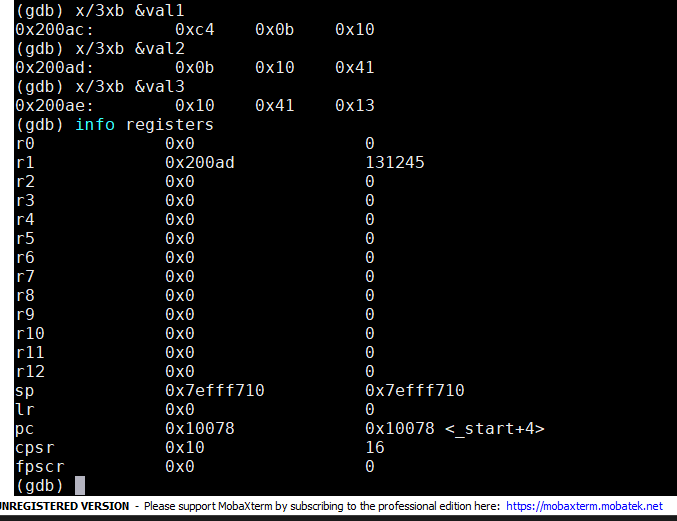 (gdb) x/3xb &val1
0x200ac: 0xc4 0x0b 0x10
(gdb) x/3xb &val2
0x200ad: 0x0b 0x10 0x41
(gdb) x/3xb &val3
0x200ae: 0x10 0x41 0x13
(gdb) info registers
r0 0x0 0
r1 0x200ad 131245
r2 0x0 0
r3 0x0 0
r4 0x0 0
r5 0x0 0
r6 0x0 0
r7 0x0 0
r8 0x0 0
r9 0x0 0
r10 0x0 0
r11 0x0 0
r12 0x0 0
sp 0x7efff710 0x7efff710
lr 0x0 0
pc 0x10078 0x10078 <_start+4>
cpsr 0x10 16
fpscr 0x0 0
(gdb)
UNREGISTERED VERSION - Please support MobaXterm by subscribing to the professional edition here: https://mobaxterm.mobatek.net